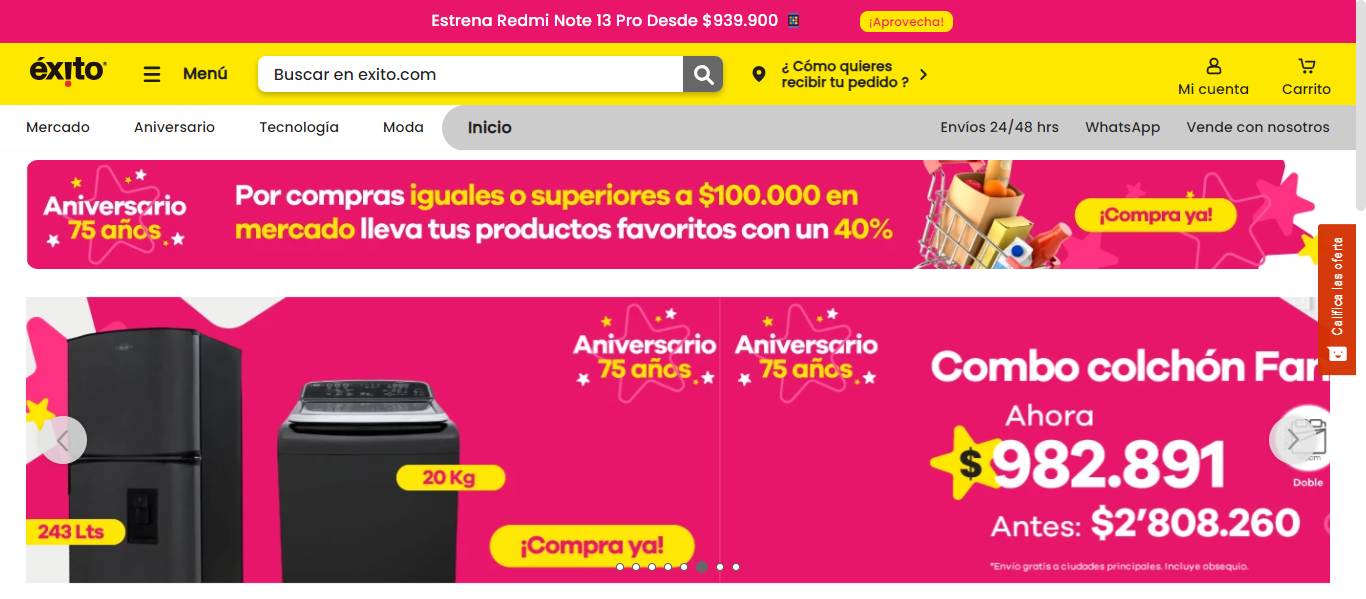 Estrena Redmi Note 13 Pro Desde $939.900
¡Aprovecha!
éxito
Menú
Buscar en exito.com
¿ Cómo quieres
recibir tu pedido ?
Mi cuenta
Carrito
Mercado
Aniversario
Tecnología
Moda
Inicio
Envíos 24/48 hrs
WhatsApp
Vende con nosotros
Aniversario
75 años
Por compras iguales o superiores a $100.000 en
mercado lleva tus productos favoritos con un 40%
¡Compra ya!
Califica las oferta
Aniversario
75 años
20 Kg
243 Lts
¡Compra ya!
Aniversario
75 años
Combo colchón Fam
Ahora
$982.891
Antes: $2’808.260
*Envío gratis a ciudades principales. Incluye obsequio.
Doble